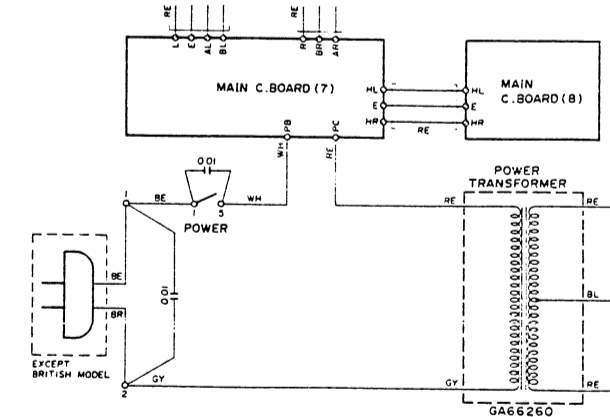 RE
RE
L E AL BL
R BR AR
MAIN C.BOARD (7)
HL
E
HR
RE
HL
E
HR
MAIN
C.BOARD (8)
PB
PC
WH
RE
0.01
BE
1
5
WH
POWER
1
RE
POWER
TRANSFORMER
RE
BE
BR
0.01
BL
EXCEPT
BRITISH MODEL
2
GY
GY
RE
GA66260